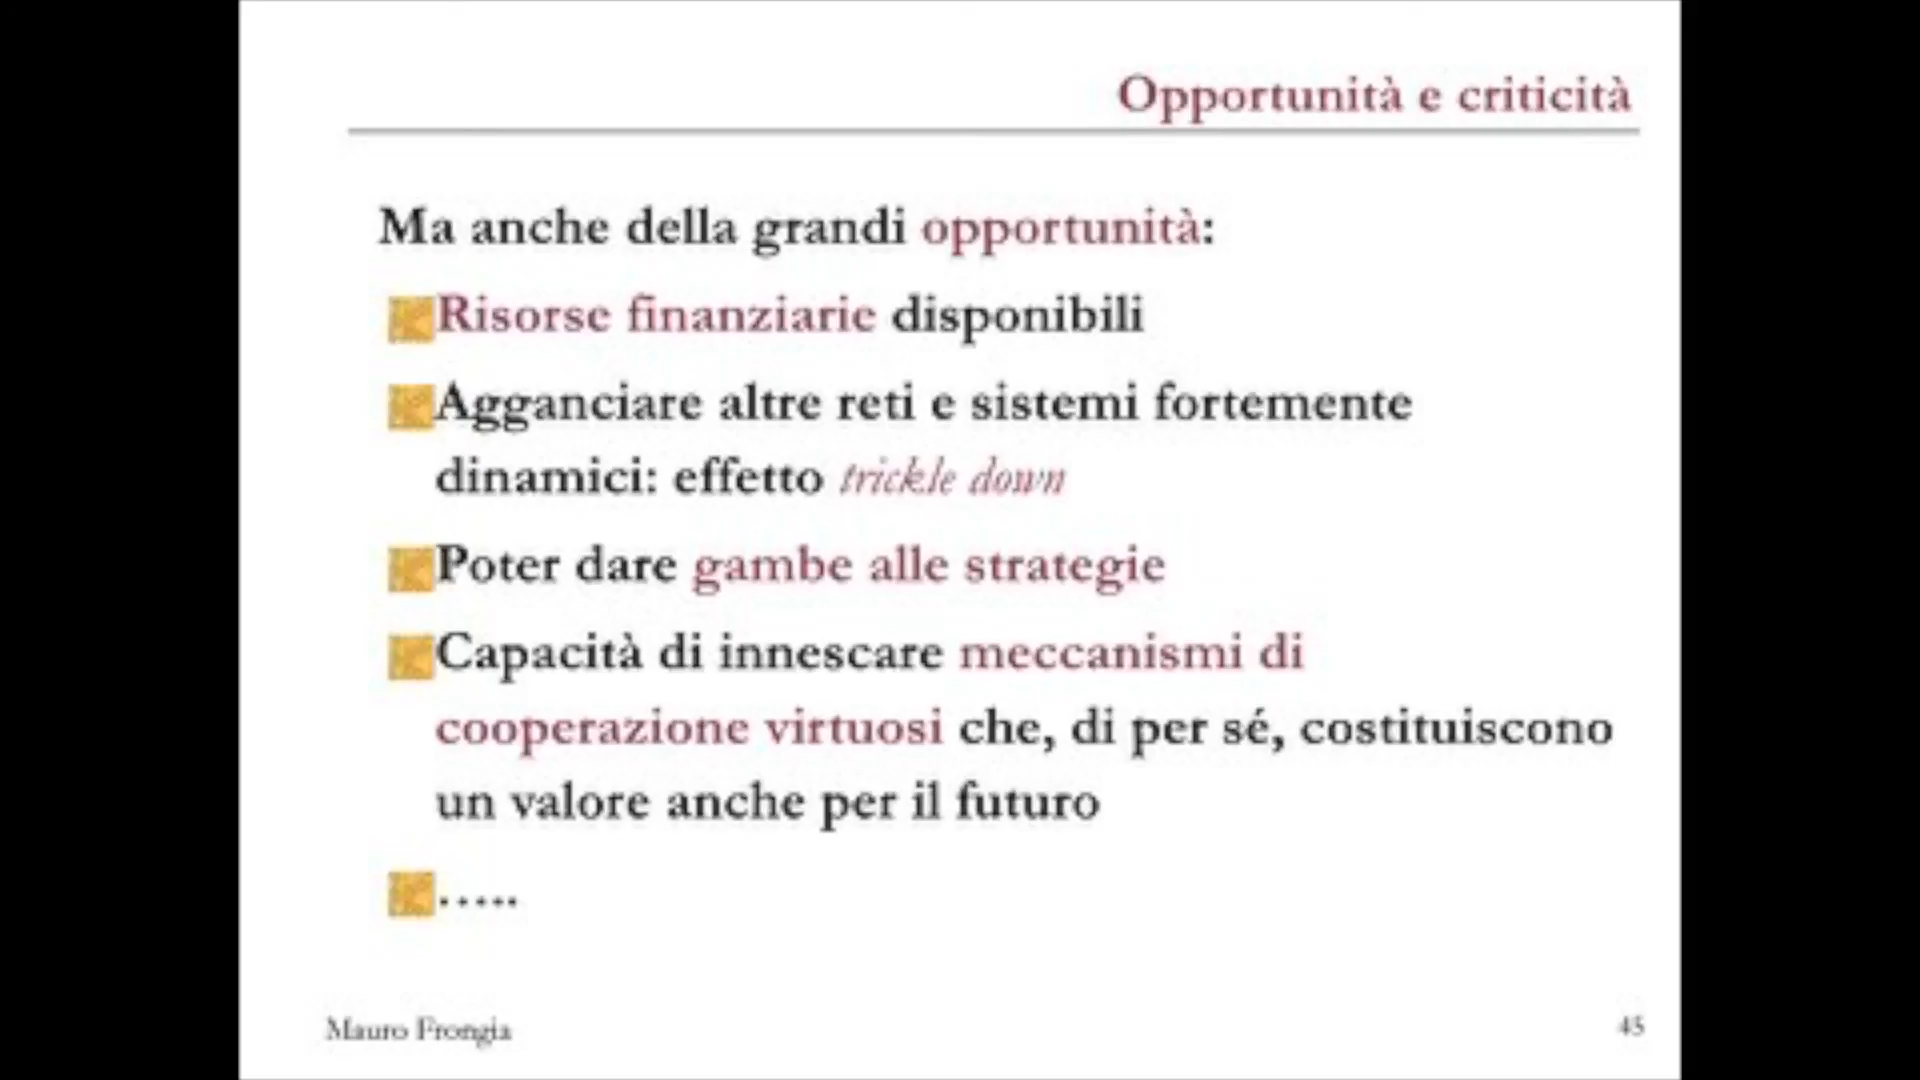 Opportunità e criticità
Ma anche della grandi opportunità:
Risorse finanziarie disponibili
Agganciare altre reti e sistemi fortemente
dinamici: effetto trickle down
Poter dare gambe alle strategie
Capacità di innescare meccanismi di
cooperazione virtuosi che, di per sé, costituiscono
un valore anche per il futuro
.....
Mauro Frongia
45